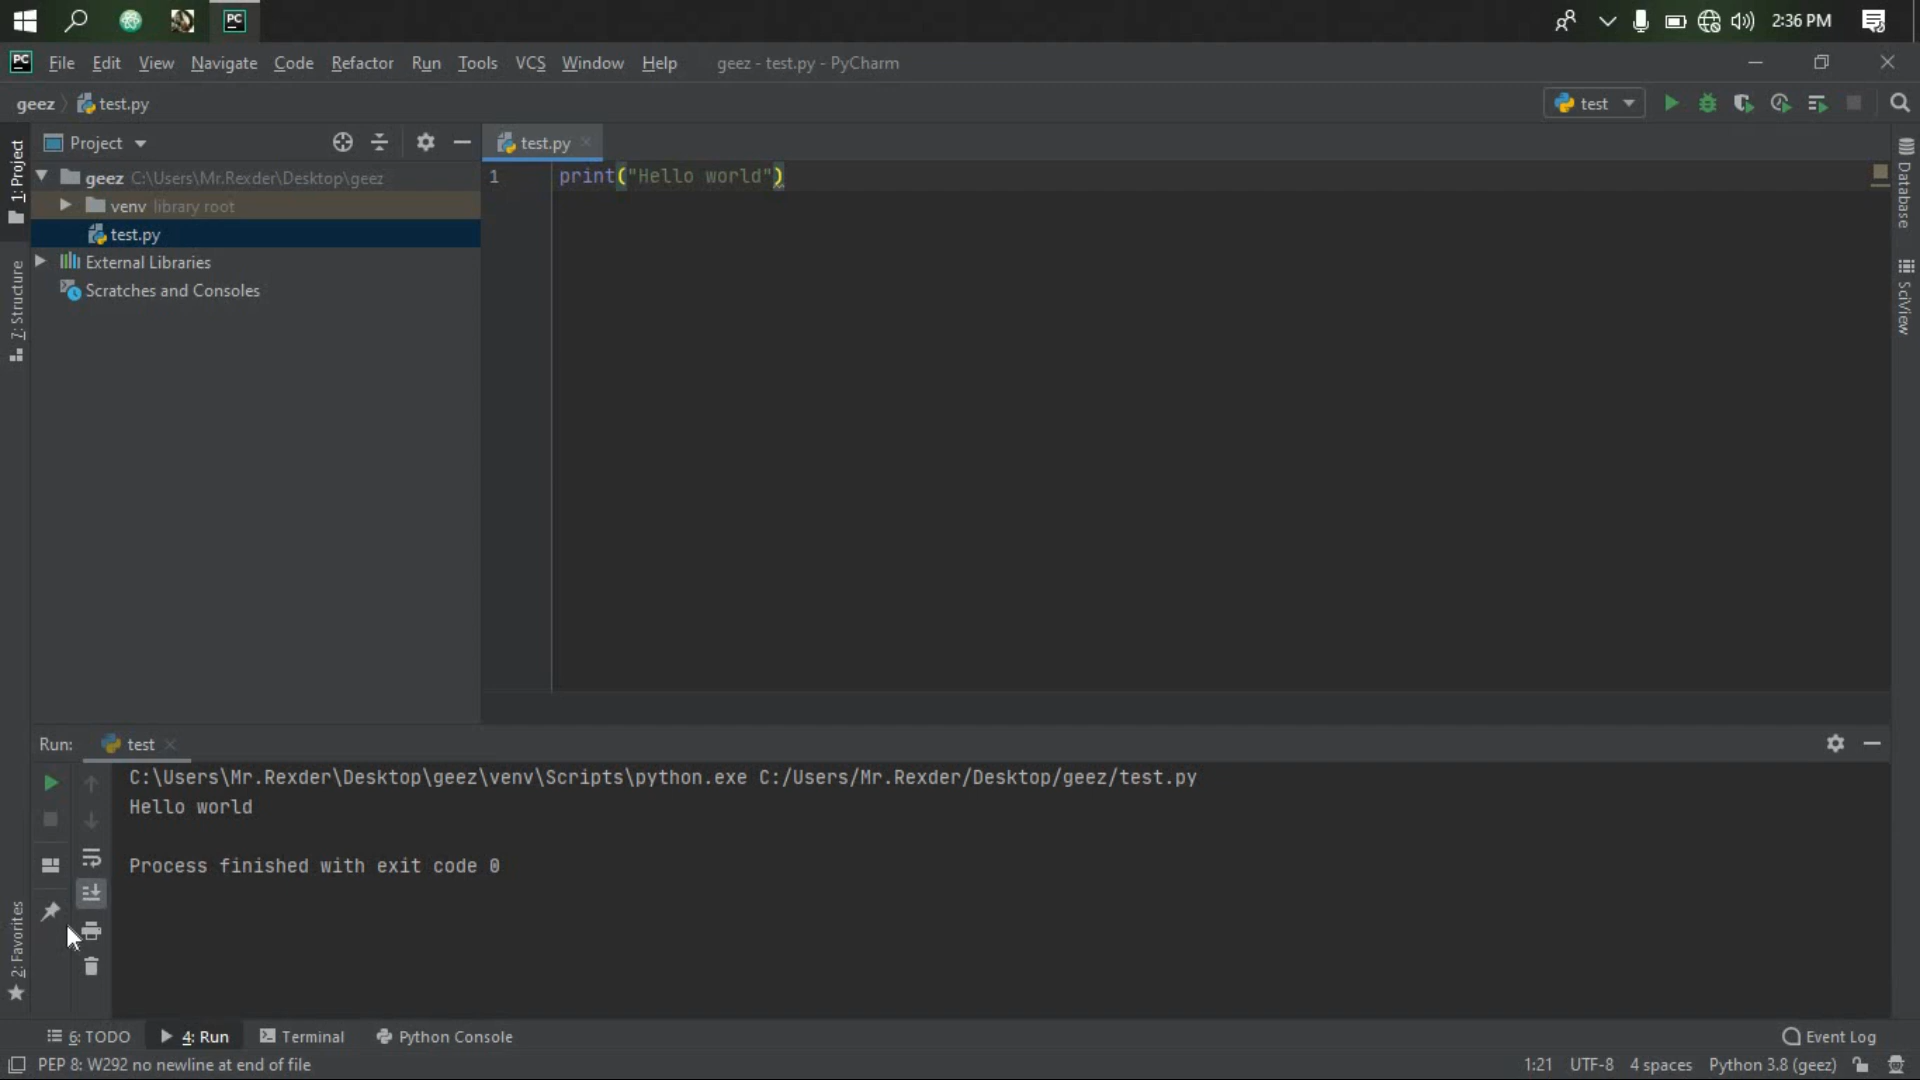 2:36 PM
PC File Edit View Navigate Code Refactor Run Tools VCS Window Help geez - test.py - PyCharm
geez test.py test
1: Project
Project
test.py
geez C:\Users\Mr.Rexder\Desktop\geez
venv library root
test.py
External Libraries
Scratches and Consoles
7: Structure
1 print("Hello world")
Database
SciView
Run: test
C:\Users\Mr.Rexder\Desktop\geez\venv\Scripts\python.exe C:/Users/Mr.Rexder/Desktop/geez/test.py
Hello world
Process finished with exit code 0
2: Favorites
6: TODO 4: Run Terminal Python Console Event Log
PEP 8: W292 no newline at end of file 1:21 UTF-8 4 spaces Python 3.8 (geez)